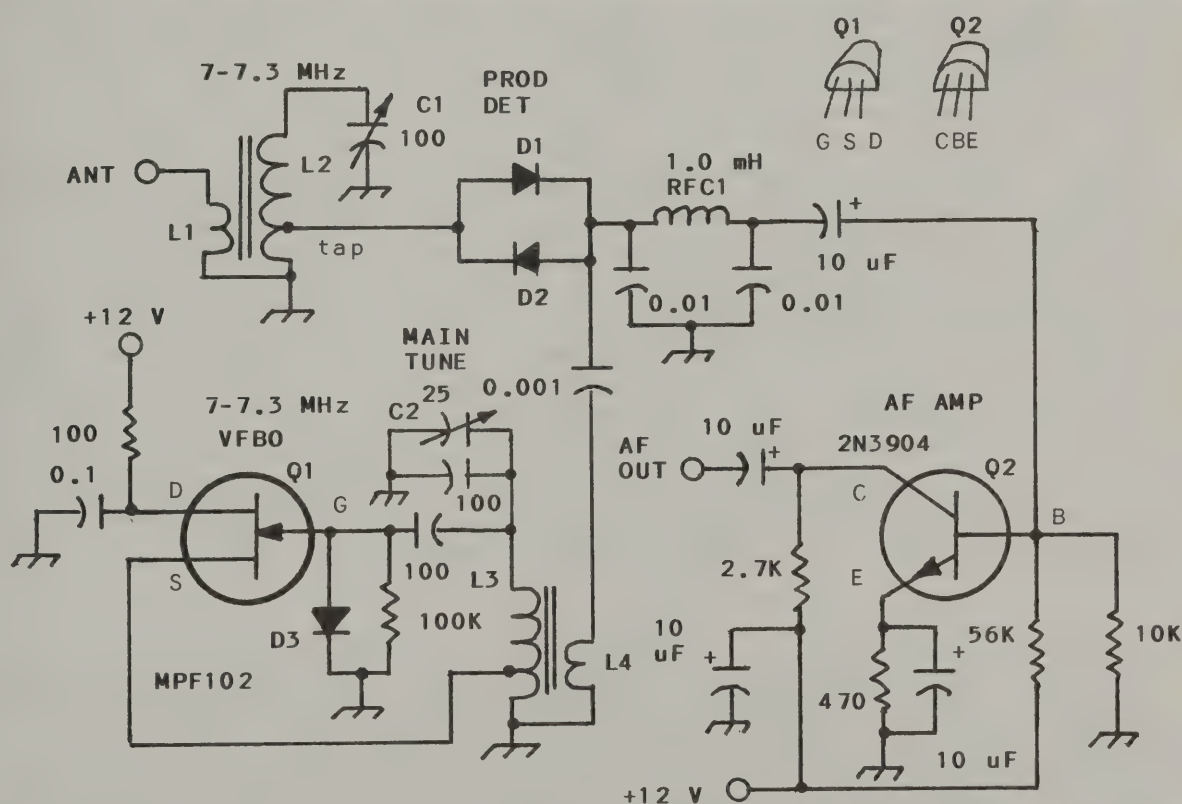 Q1
Q2
G S D
CBE
7-7.3 MHz
C1
100
PROD
DET
D1
D2
ANT
L1
L2
tap
1.0 mH
RFC1
+
10 uF
0.01
0.01
+12 V
100
0.1
7-7.3 MHz
VFBO
Q1
D
S
G
MPF102
D3
100K
100
MAIN
TUNE
25
C2
100
0.001
L3
L4
AF AMP
2N3904
Q2
AF
OUT
10 uF
+
C
B
E
2.7K
10
uF
+
470
+
10 uF
56K
10K
+12 V